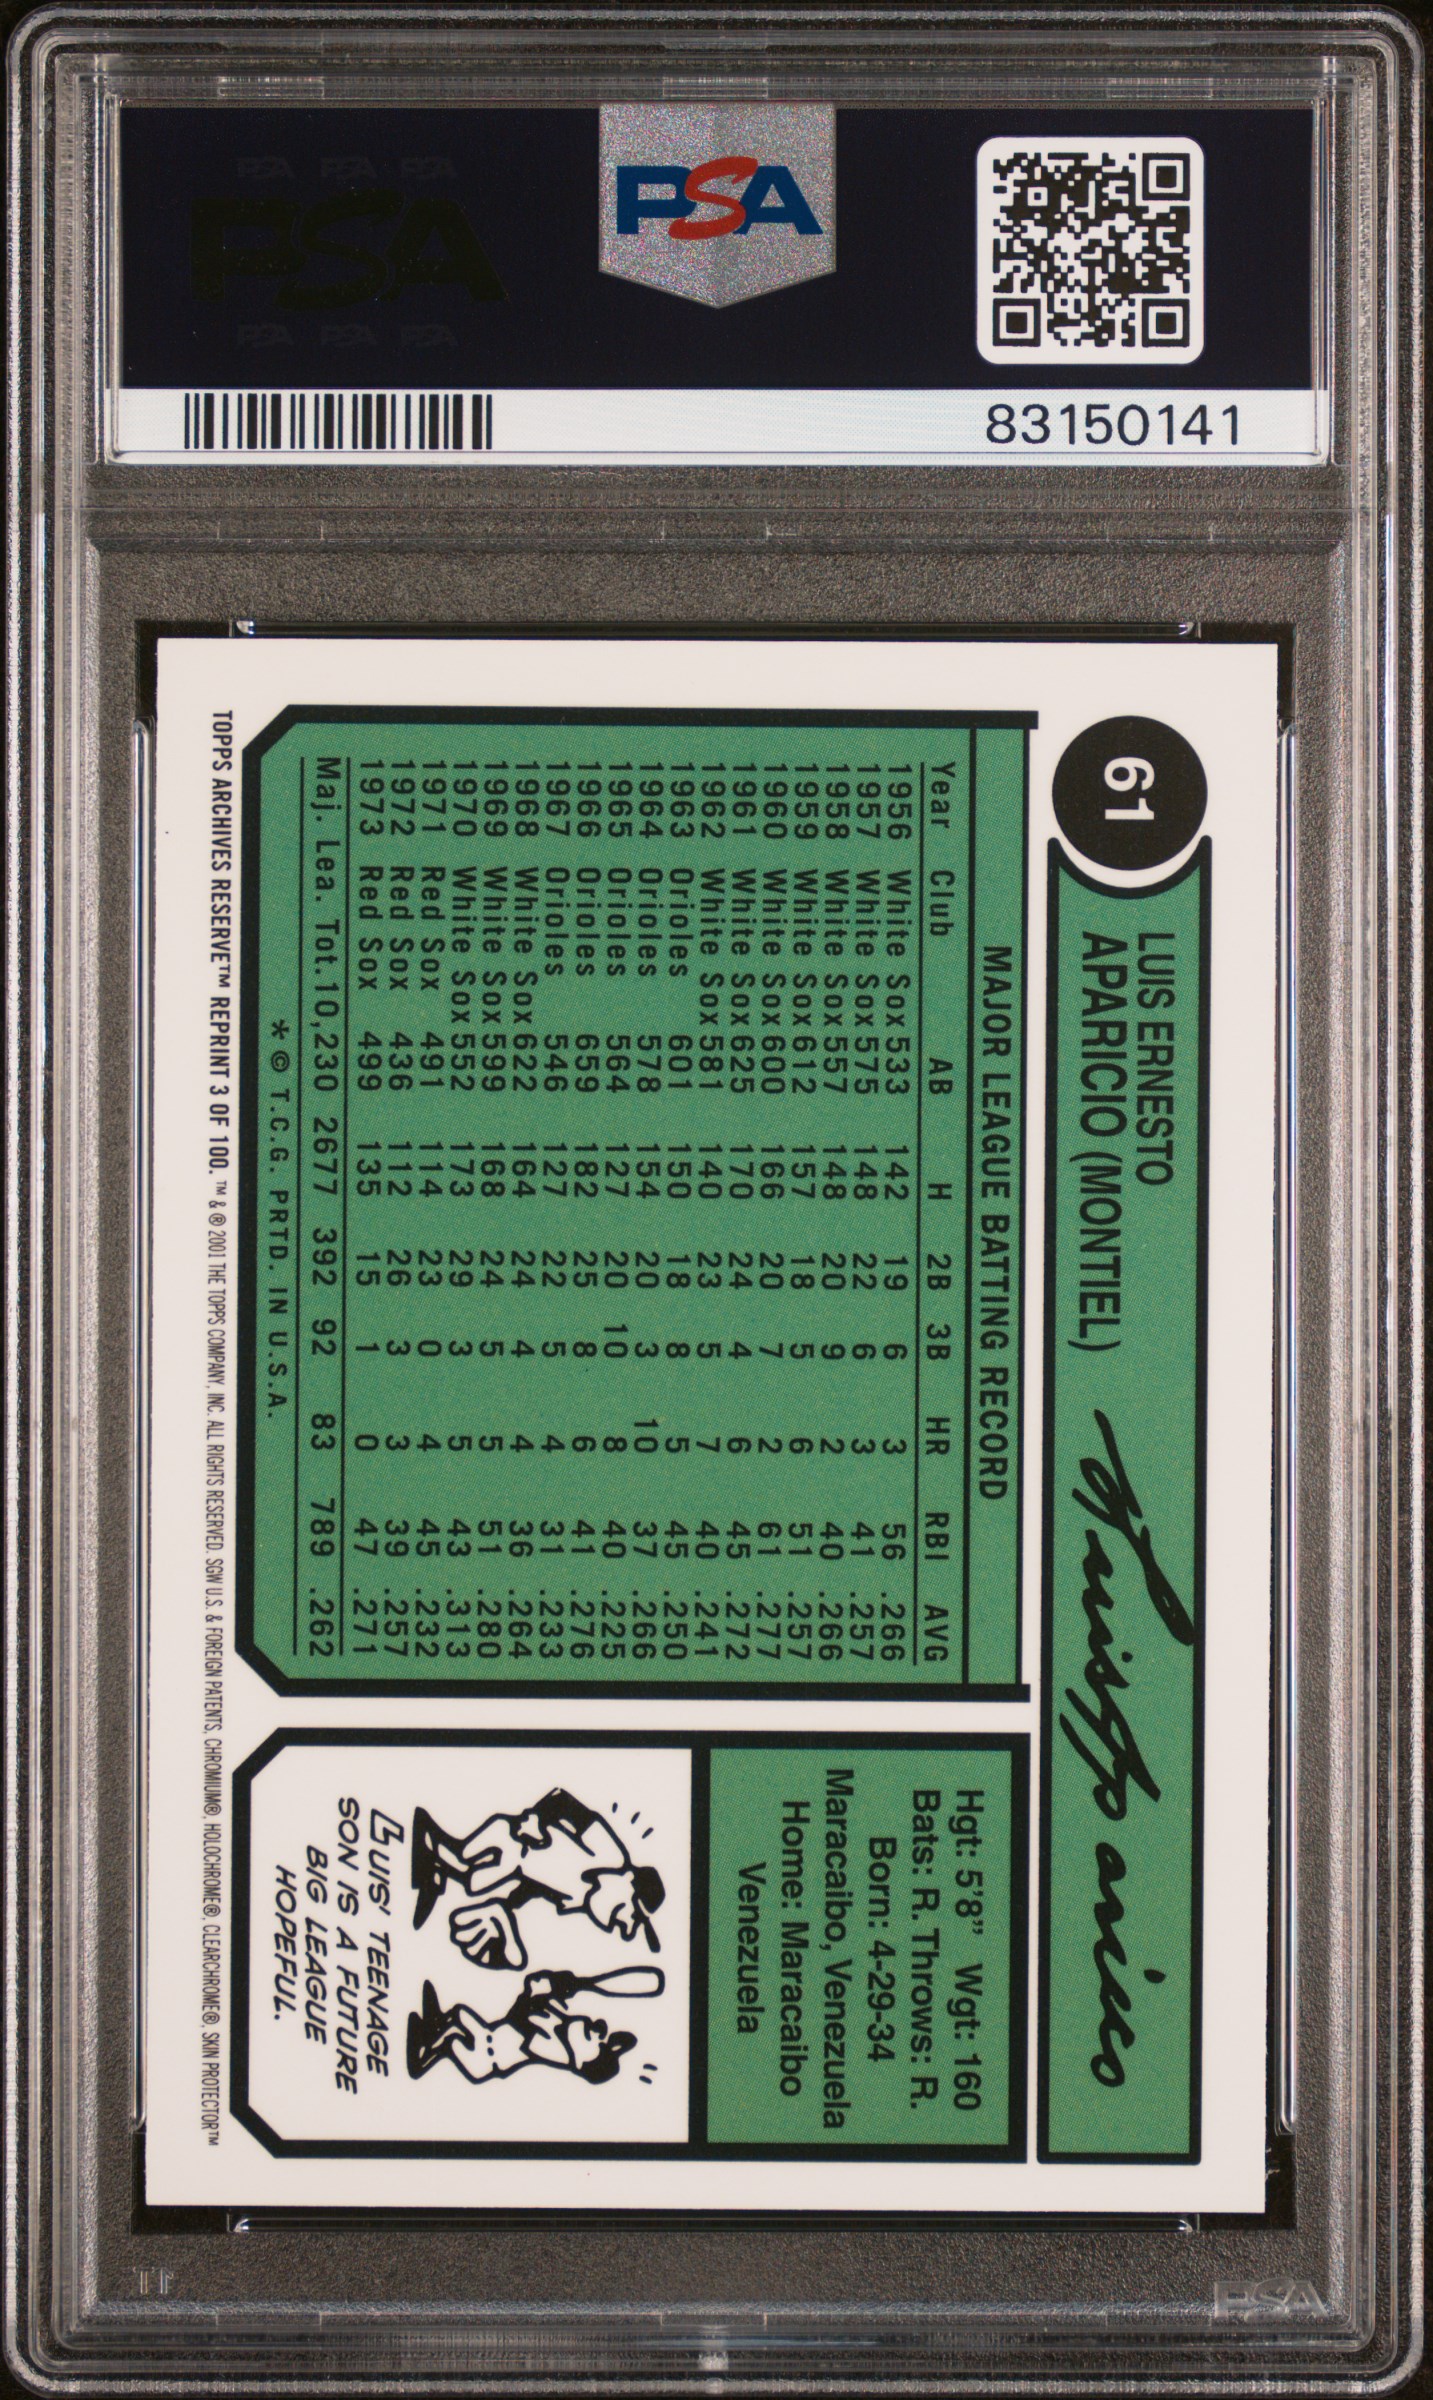 PSA PSA PSA
PSA
PSA PSA PSA
PSA
83150141
61
LUIS ERNESTO
APARICIO (MONTIEL)
Luis Aparicio
MAJOR LEAGUE BATTING RECORD
Year Club AB H 2B 3B HR RBI AVG
1956 White Sox 533 142 19 6 3 56 .266
1957 White Sox 575 148 22 6 3 41 .257
1958 White Sox 557 148 20 9 2 40 .266
1959 White Sox 612 157 18 5 6 51 .257
1960 White Sox 600 166 20 7 2 61 .277
1961 White Sox 625 170 24 4 6 45 .272
1962 White Sox 581 140 23 5 7 40 .241
1963 Orioles 601 150 18 8 5 45 .250
1964 Orioles 578 154 20 3 10 37 .266
1965 Orioles 564 127 20 10 8 40 .225
1966 Orioles 659 182 25 8 6 41 .276
1967 Orioles 546 127 22 5 4 31 .233
1968 White Sox 622 164 24 4 4 36 .264
1969 White Sox 599 168 24 5 5 51 .280
1970 White Sox 552 173 29 3 5 43 .313
1971 Red Sox 491 114 23 0 4 45 .232
1972 Red Sox 436 112 26 3 3 39 .257
1973 Red Sox 499 135 15 1 0 47 .271
Maj. Lea. Tot. 10,230 2677 392 92 83 789 .262
* © T.C.G. PRTD. IN U.S.A.
Hgt: 5'8" Wgt: 160
Bats: R. Throws: R.
Born: 4-29-34
Maracaibo, Venezuela
Home: Maracaibo
Venezuela
LUIS' TEENAGE
SON IS A FUTURE
BIG LEAGUE
HOPEFUL.
TOPPS ARCHIVES RESERVE™ REPRINT 3 OF 100. ™ & ® 2001 THE TOPPS COMPANY, INC. ALL RIGHTS RESERVED. SGW U.S. & FOREIGN PATENTS, CHROMIUM®, HOLOCHROME®, CLEARCHROME®, SKIN PROTECTOR™
PSA